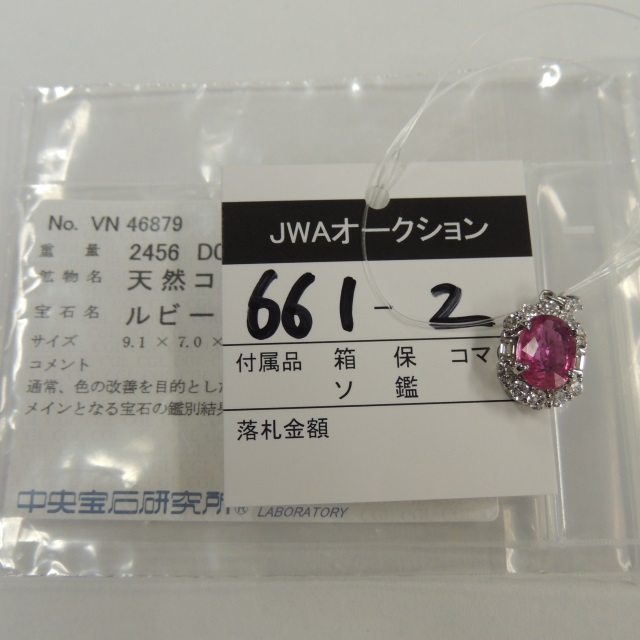 No. VN 46879
重 量 2456 D0
鉱物名 天然コ
宝石名 ルビー
サイズ 9.1 × 7.0 ×
コメント
通常、色の改善を目的とし
メインとなる宝石の鑑別結
中央宝石研究所®
LABORATORY
JWAオークション
661-2
付属品 箱 保 コマ
ソ 鑑
落札金額